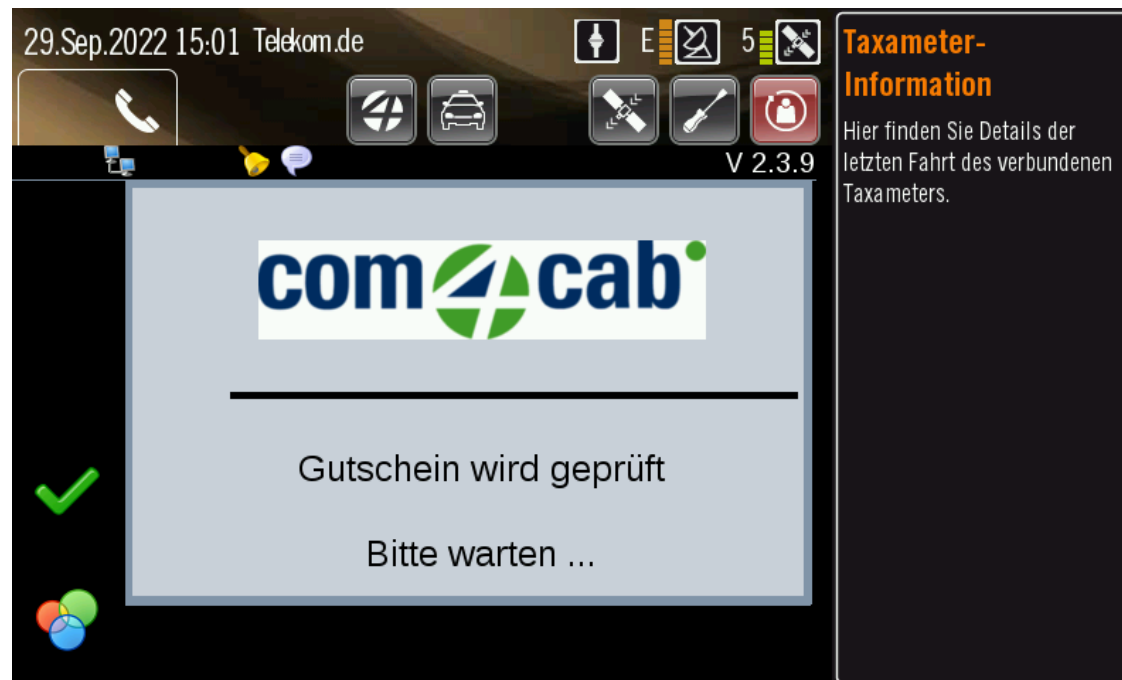 29.Sep.2022 15:01 Telekom.de E 5
V 2.3.9
com4cab
Gutschein wird geprüft
Bitte warten ...
Taxameter-
Information
Hier finden Sie Details der
letzten Fahrt des verbundenen
Taxameters.